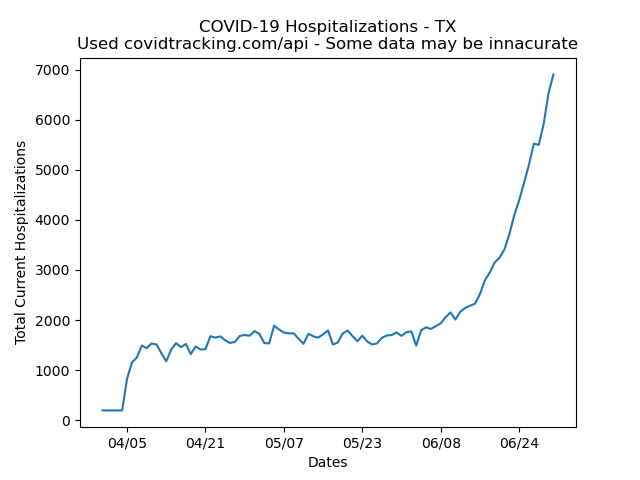 COVID-19 Hospitalizations - TX
Used covidtracking.com/api - Some data may be innacurate
7000
6000
5000
4000
3000
2000
1000
0
Total Current Hospitalizations
04/05 04/21 05/07 05/23 06/08 06/24
Dates